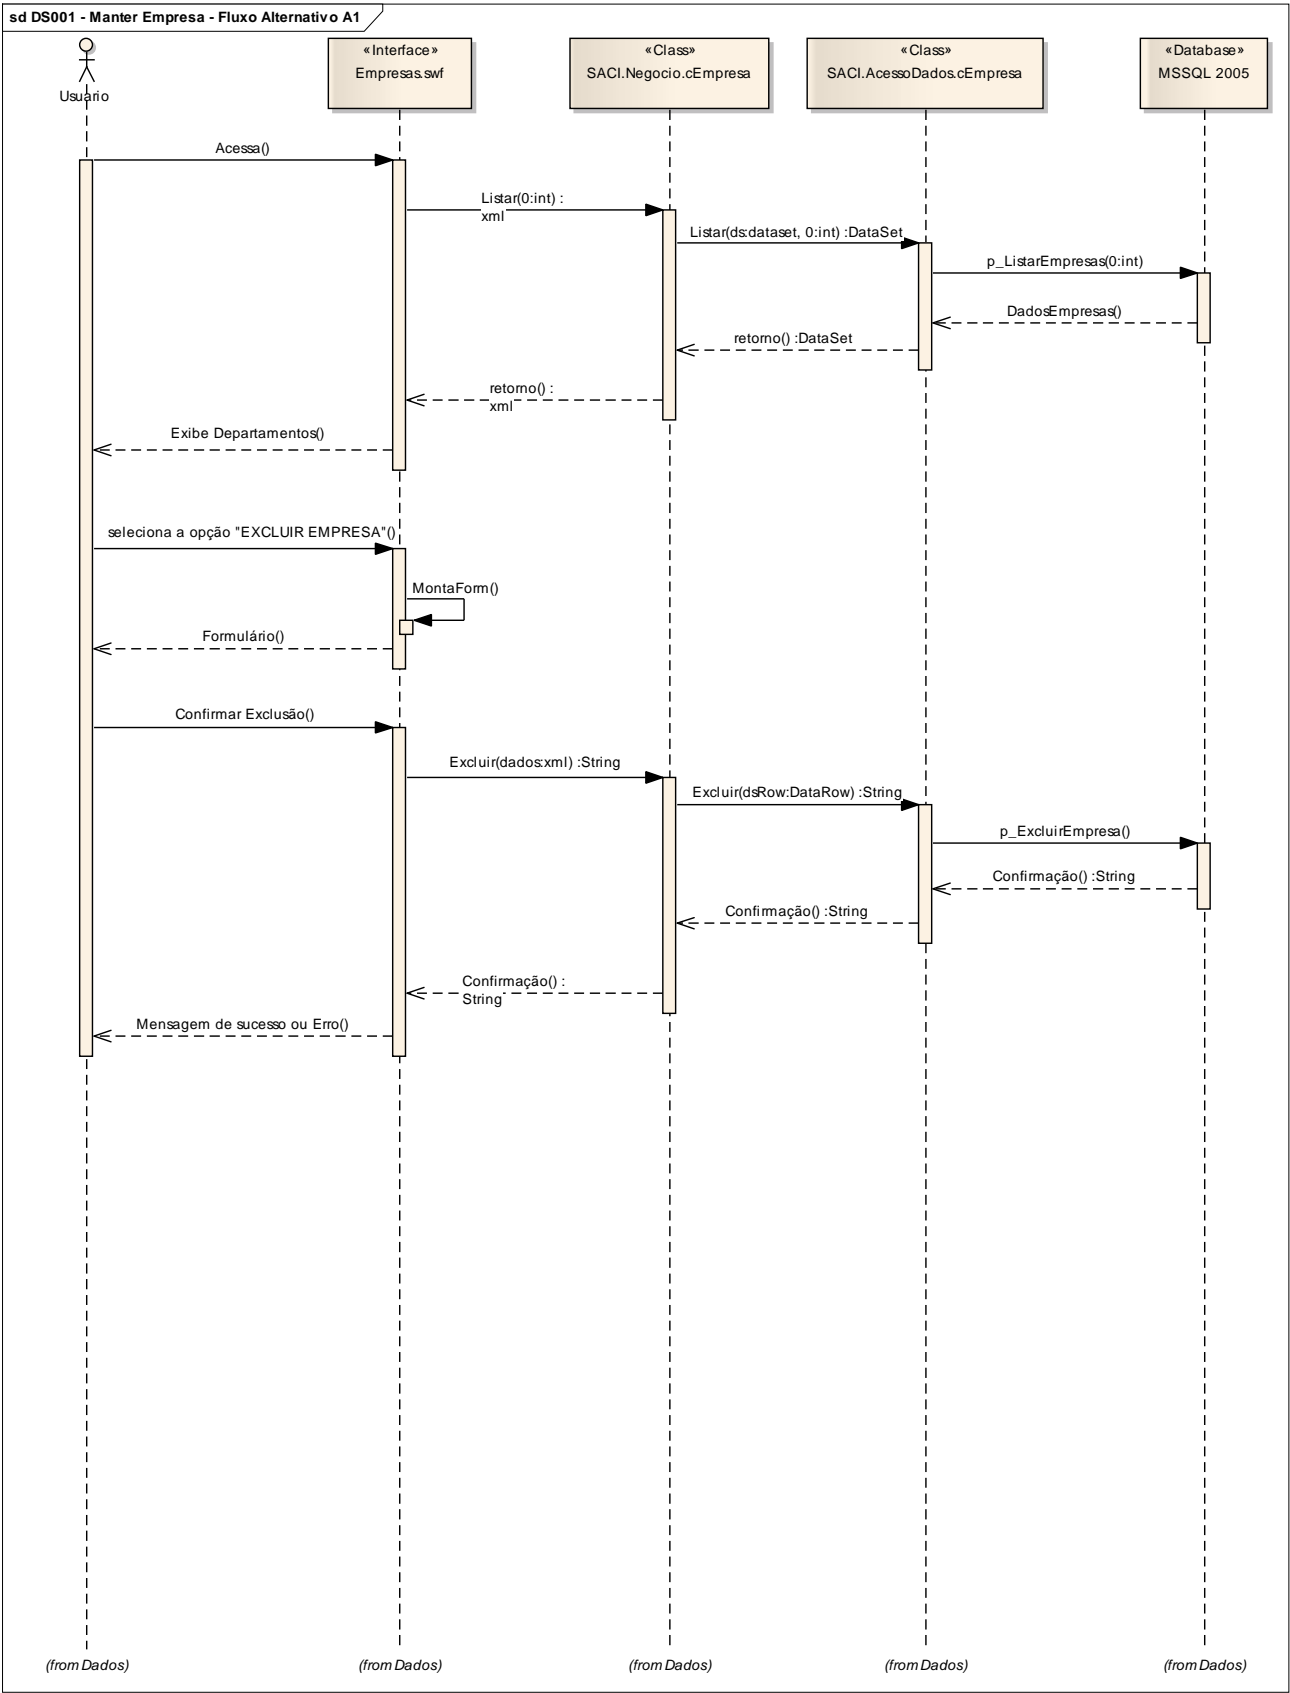 sd DS001 - Manter Empresa - Fluxo Alternativo A1
Usuário
«Interface»
Empresas.swf
«Class»
SACI.Negocio.cEmpresa
«Class»
SACI.AcessoDados.cEmpresa
«Database»
MSSQL 2005
Acessa()
Listar(0:int) :
xml
Listar(ds:dataset, 0:int) :DataSet
p_ListarEmpresas(0:int)
DadosEmpresas()
retorno() :DataSet
retorno() :
xml
Exibe Departamentos()
seleciona a opção "EXCLUIR EMPRESA"()
MontaForm()
Formulário()
Confirmar Exclusão()
Excluir(dados:xml) :String
Excluir(dsRow:DataRow) :String
p_ExcluirEmpresa()
Confirmação() :String
Confirmação() :String
Confirmação() :
String
Mensagem de sucesso ou Erro()
(from Dados)
(from Dados)
(from Dados)
(from Dados)
(from Dados)